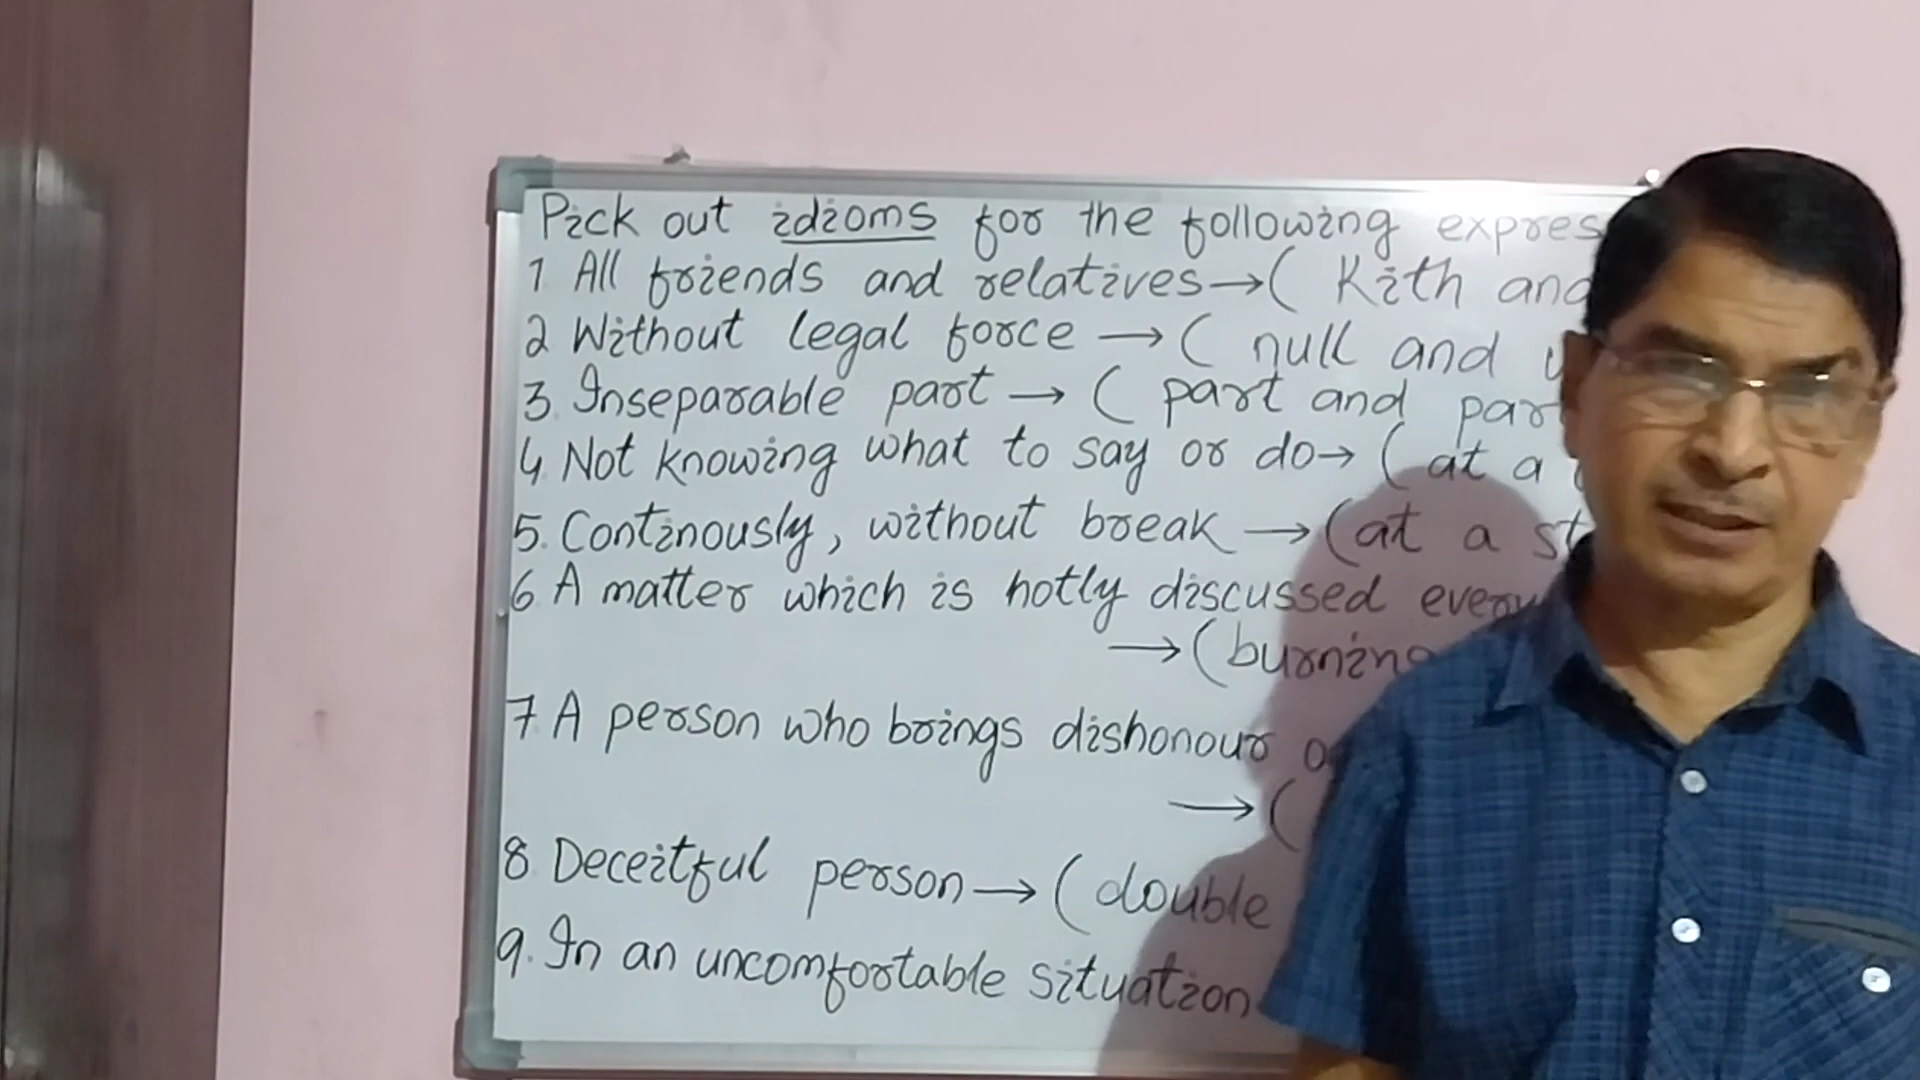 Pick out idioms for the following expres
1 All friends and relatives→( Kith and
2 Without legal force → ( null and
3. Inseparable part → ( part and par
4 Not knowing what to say or do→ ( at a
5. Continously, without break → (at a st
6 A matter which is hotly discussed every
→ (burning
7 A person who brings dishonour
→ (
8 Deceitful person → ( double
9. In an uncomfortable situation